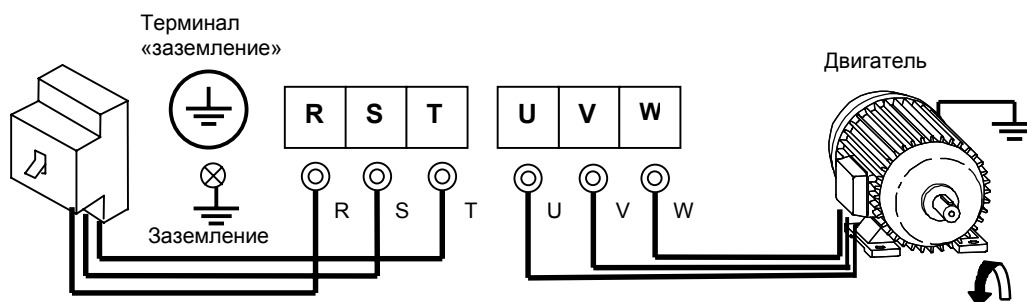 Терминал
«заземление»
Двигатель
R S T U V W
R S T U V W
Заземление